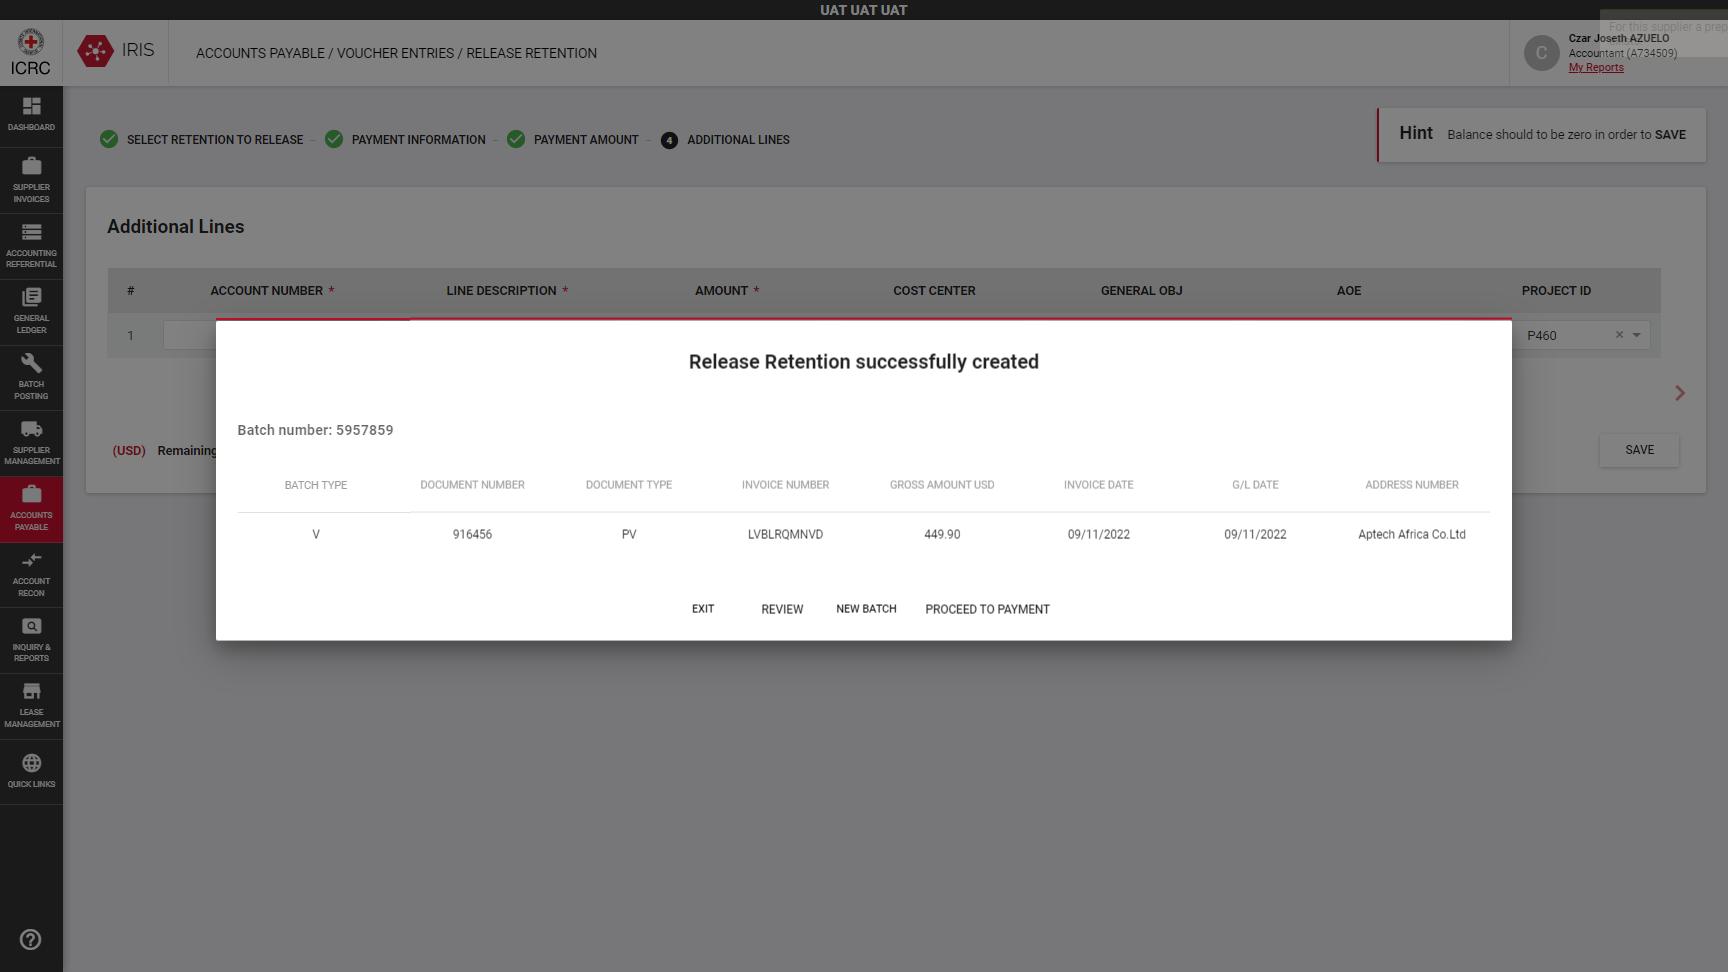 UAT UAT UAT
For this supplier a prep
ICRC
IRIS
ACCOUNTS PAYABLE / VOUCHER ENTRIES / RELEASE RETENTION
C
Czar Joseth AZUELO
Accountant (A734509)
My Reports
DASHBOARD
SUPPLIER
INVOICES
ACCOUNTING
REFERENTIAL
GENERAL
LEDGER
BATCH
POSTING
SUPPLIER
MANAGEMENT
ACCOUNTS
PAYABLE
ACCOUNT
RECON
INQUIRY &
REPORTS
LEASE
MANAGEMENT
QUICK LINKS
SELECT RETENTION TO RELEASE
PAYMENT INFORMATION
PAYMENT AMOUNT
4 ADDITIONAL LINES
Hint Balance should to be zero in order to SAVE
Additional Lines
# ACCOUNT NUMBER * LINE DESCRIPTION * AMOUNT * COST CENTER GENERAL OBJ AOE PROJECT ID
1 P460 ×
(USD) Remaining
SAVE
Release Retention successfully created
Batch number: 5957859
BATCH TYPE DOCUMENT NUMBER DOCUMENT TYPE INVOICE NUMBER GROSS AMOUNT USD INVOICE DATE G/L DATE ADDRESS NUMBER
V 916456 PV LVBLRQMNVD 449.90 09/11/2022 09/11/2022 Aptech Africa Co.Ltd
EXIT REVIEW NEW BATCH PROCEED TO PAYMENT